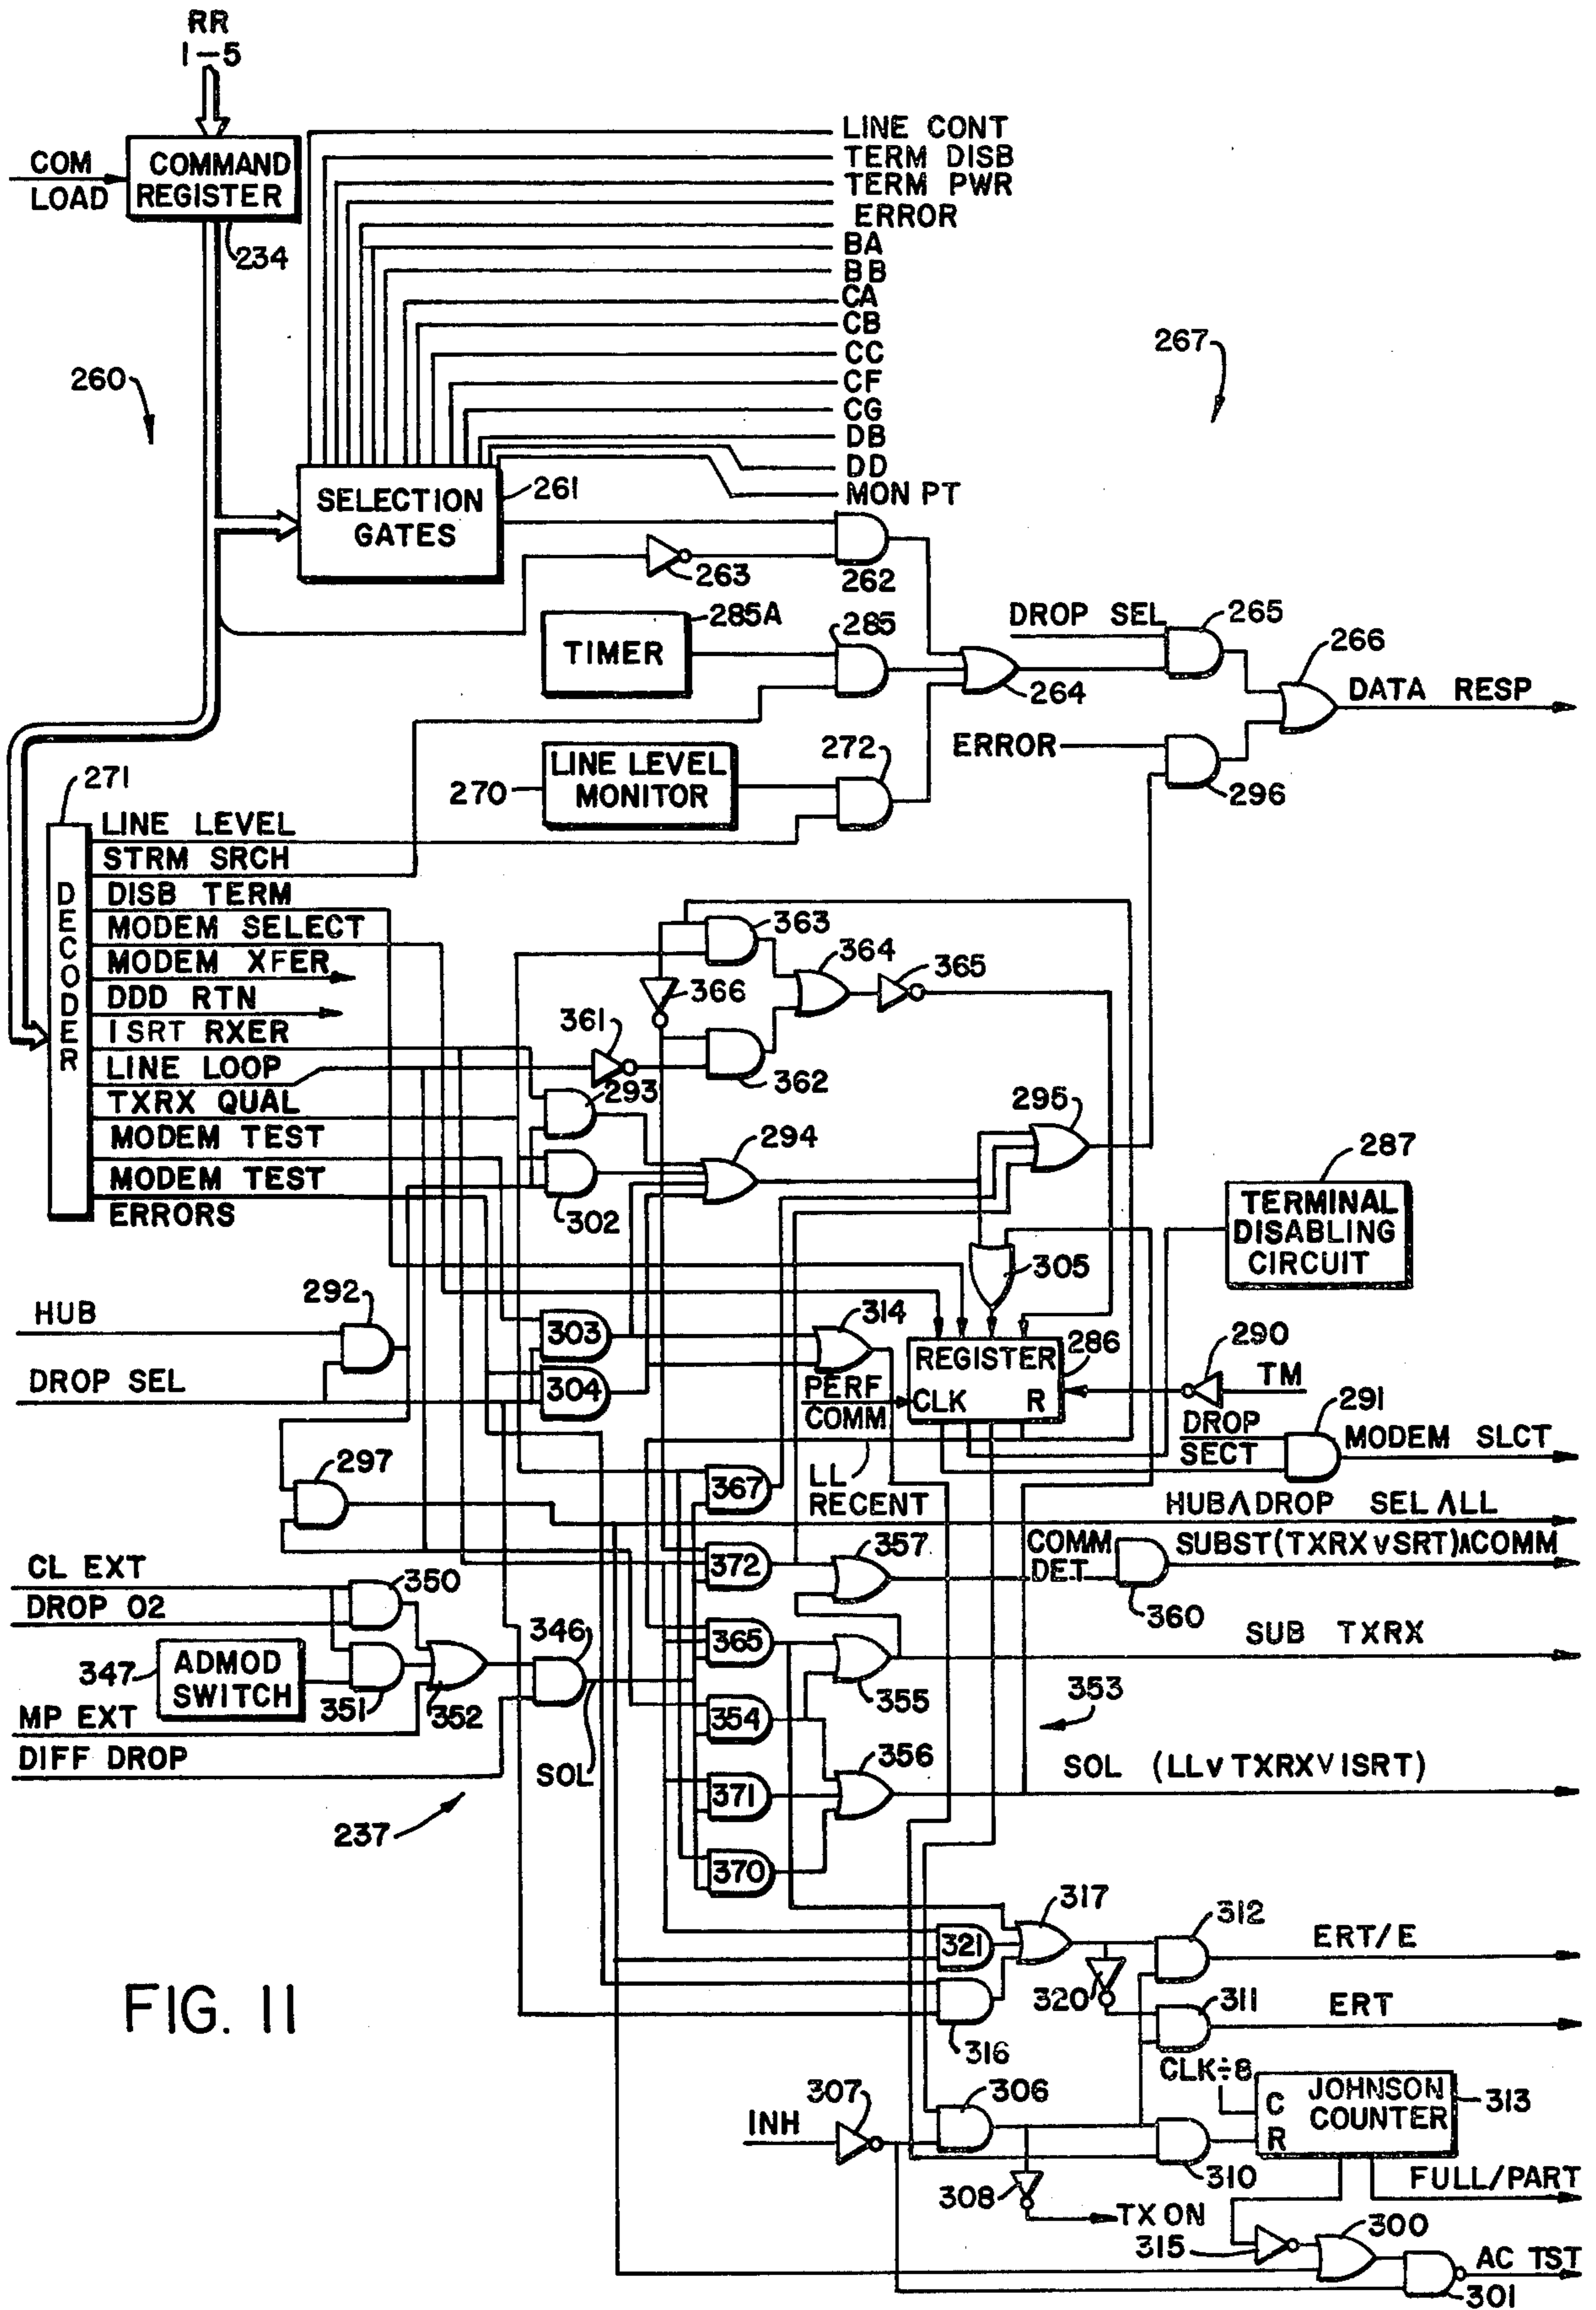 RR
1-5
COM
LOAD
COMMAND
REGISTER
234
LINE CONT
TERM DISB
TERM PWR
ERROR
BA
BB
CA
CB
CC
CF
CG
DB
DD
MON PT
260
267
SELECTION
GATES
261
263
262
TIMER
285A
285
264
DROP SEL
265
266
DATA RESP
ERROR
296
LINE LEVEL
MONITOR
270
272
271
DECODER
LINE LEVEL
STRM SRCH
DISB TERM
MODEM SELECT
MODEM XFER
DDD RTN
ISRT RXER
LINE LOOP
TXRX QUAL
MODEM TEST
MODEM TEST
ERRORS
363
364
365
366
361
362
293
294
295
302
287
TERMINAL
DISABLING
CIRCUIT
305
HUB
292
DROP SEL
303
304
314
REGISTER
CLK R
286
PERF
COMM
290
TM
291
DROP
SECT
MODEM SLCT
297
367
LL
RECENT
HUB∧DROP SEL∧LL
CL EXT
DROP 02
350
372
357
COMM
DET
360
SUBST(TXRX∨SRT)∧COMM
347
ADMOD
SWITCH
351
352
346
365
355
SUB TXRX
353
MP EXT
DIFF DROP
SOL
354
356
SOL (LL∨TXRX∨ISRT)
237
371
370
317
321
312
ERT/E
320
311
ERT
316
FIG. 11
CLK÷8
JOHNSON
COUNTER
C
R
313
307
INH
306
310
308
TX ON
FULL/PART
315
300
AC TST
301